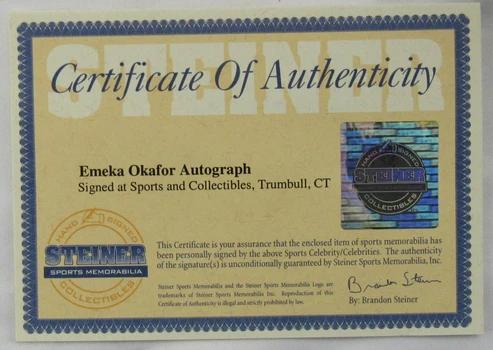 STEINER
Certificate Of Authenticity
Emeka Okafor Autograph
Signed at Sports and Collectibles, Trumbull, CT
HAND SIGNED
STEINER
COLLECTIBLES
HAND SIGNED
STEINER
SPORTS MEMORABILIA
COLLECTIBLES
This Certificate is your assurance that the enclosed item of sports memorabilia has
been personally signed by the above Sports Celebrity/Celebrities. The authenticity
of the signature(s) is unconditionally guaranteed by Steiner Sports Memorabilia, Inc.
Steiner Sports Memorabilia and the Steiner Sports Memorabilia Logo are
trademarks of Steiner Sports Memorabilia Inc. Reproduction of this
Certificate of Authenticity is illegal and strictly prohibited by law.
Brandon Steiner
By: Brandon Steiner